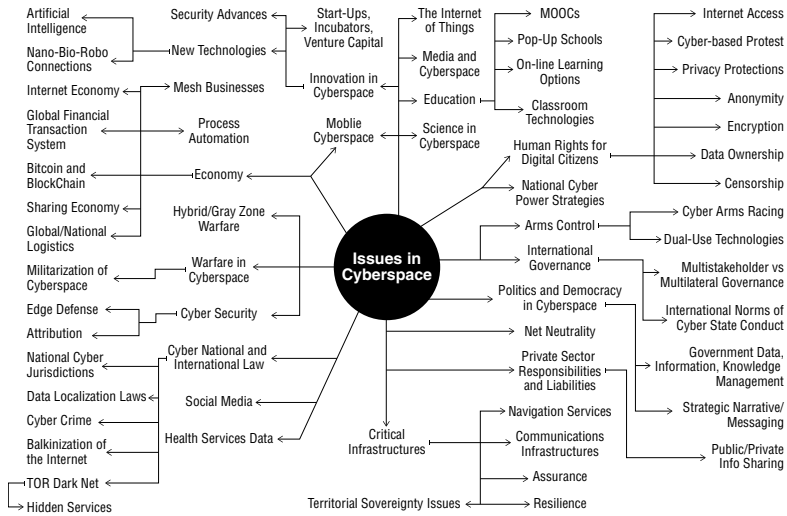 Artificial
Intelligence
Nano-Bio-Robo
Connections
Internet Economy
Global Financial
Transaction
System
Bitcoin and
BlockChain
Sharing Economy
Global/National
Logistics
Militarization of
Cyberspace
Edge Defense
Attribution
National Cyber
Jurisdictions
Data Localization Laws
Cyber Crime
Balkinization of
the Internet
TOR Dark Net
Hidden Services
Security Advances
New Technologies
Mesh Businesses
Process
Automation
Economy
Hybrid/Gray Zone
Warfare
Warfare in
Cyberspace
Cyber Security
Cyber National and
International Law
Social Media
Health Services Data
Start-Ups,
Incubators,
Venture Capital
Innovation in
Cyberspace
Moblie
Cyberspace
Issues in
Cyberspace
Critical
Infrastructures
Territorial Sovereignty Issues
The Internet
of Things
Media and
Cyberspace
Education
Science in
Cyberspace
MOOCs
Pop-Up Schools
On-line Learning
Options
Classroom
Technologies
Human Rights for
Digital Citizens
National Cyber
Power Strategies
Arms Control
International
Governance
Politics and Democracy
in Cyberspace
Net Neutrality
Private Sector
Responsibilities
and Liabilities
Navigation Services
Communications
Infrastructures
Assurance
Resilience
Internet Access
Cyber-based Protest
Privacy Protections
Anonymity
Encryption
Data Ownership
Censorship
Cyber Arms Racing
Dual-Use Technologies
Multistakeholder vs
Multilateral Governance
International Norms of
Cyber State Conduct
Government Data,
Information, Knowledge
Management
Strategic Narrative/
Messaging
Public/Private
Info Sharing